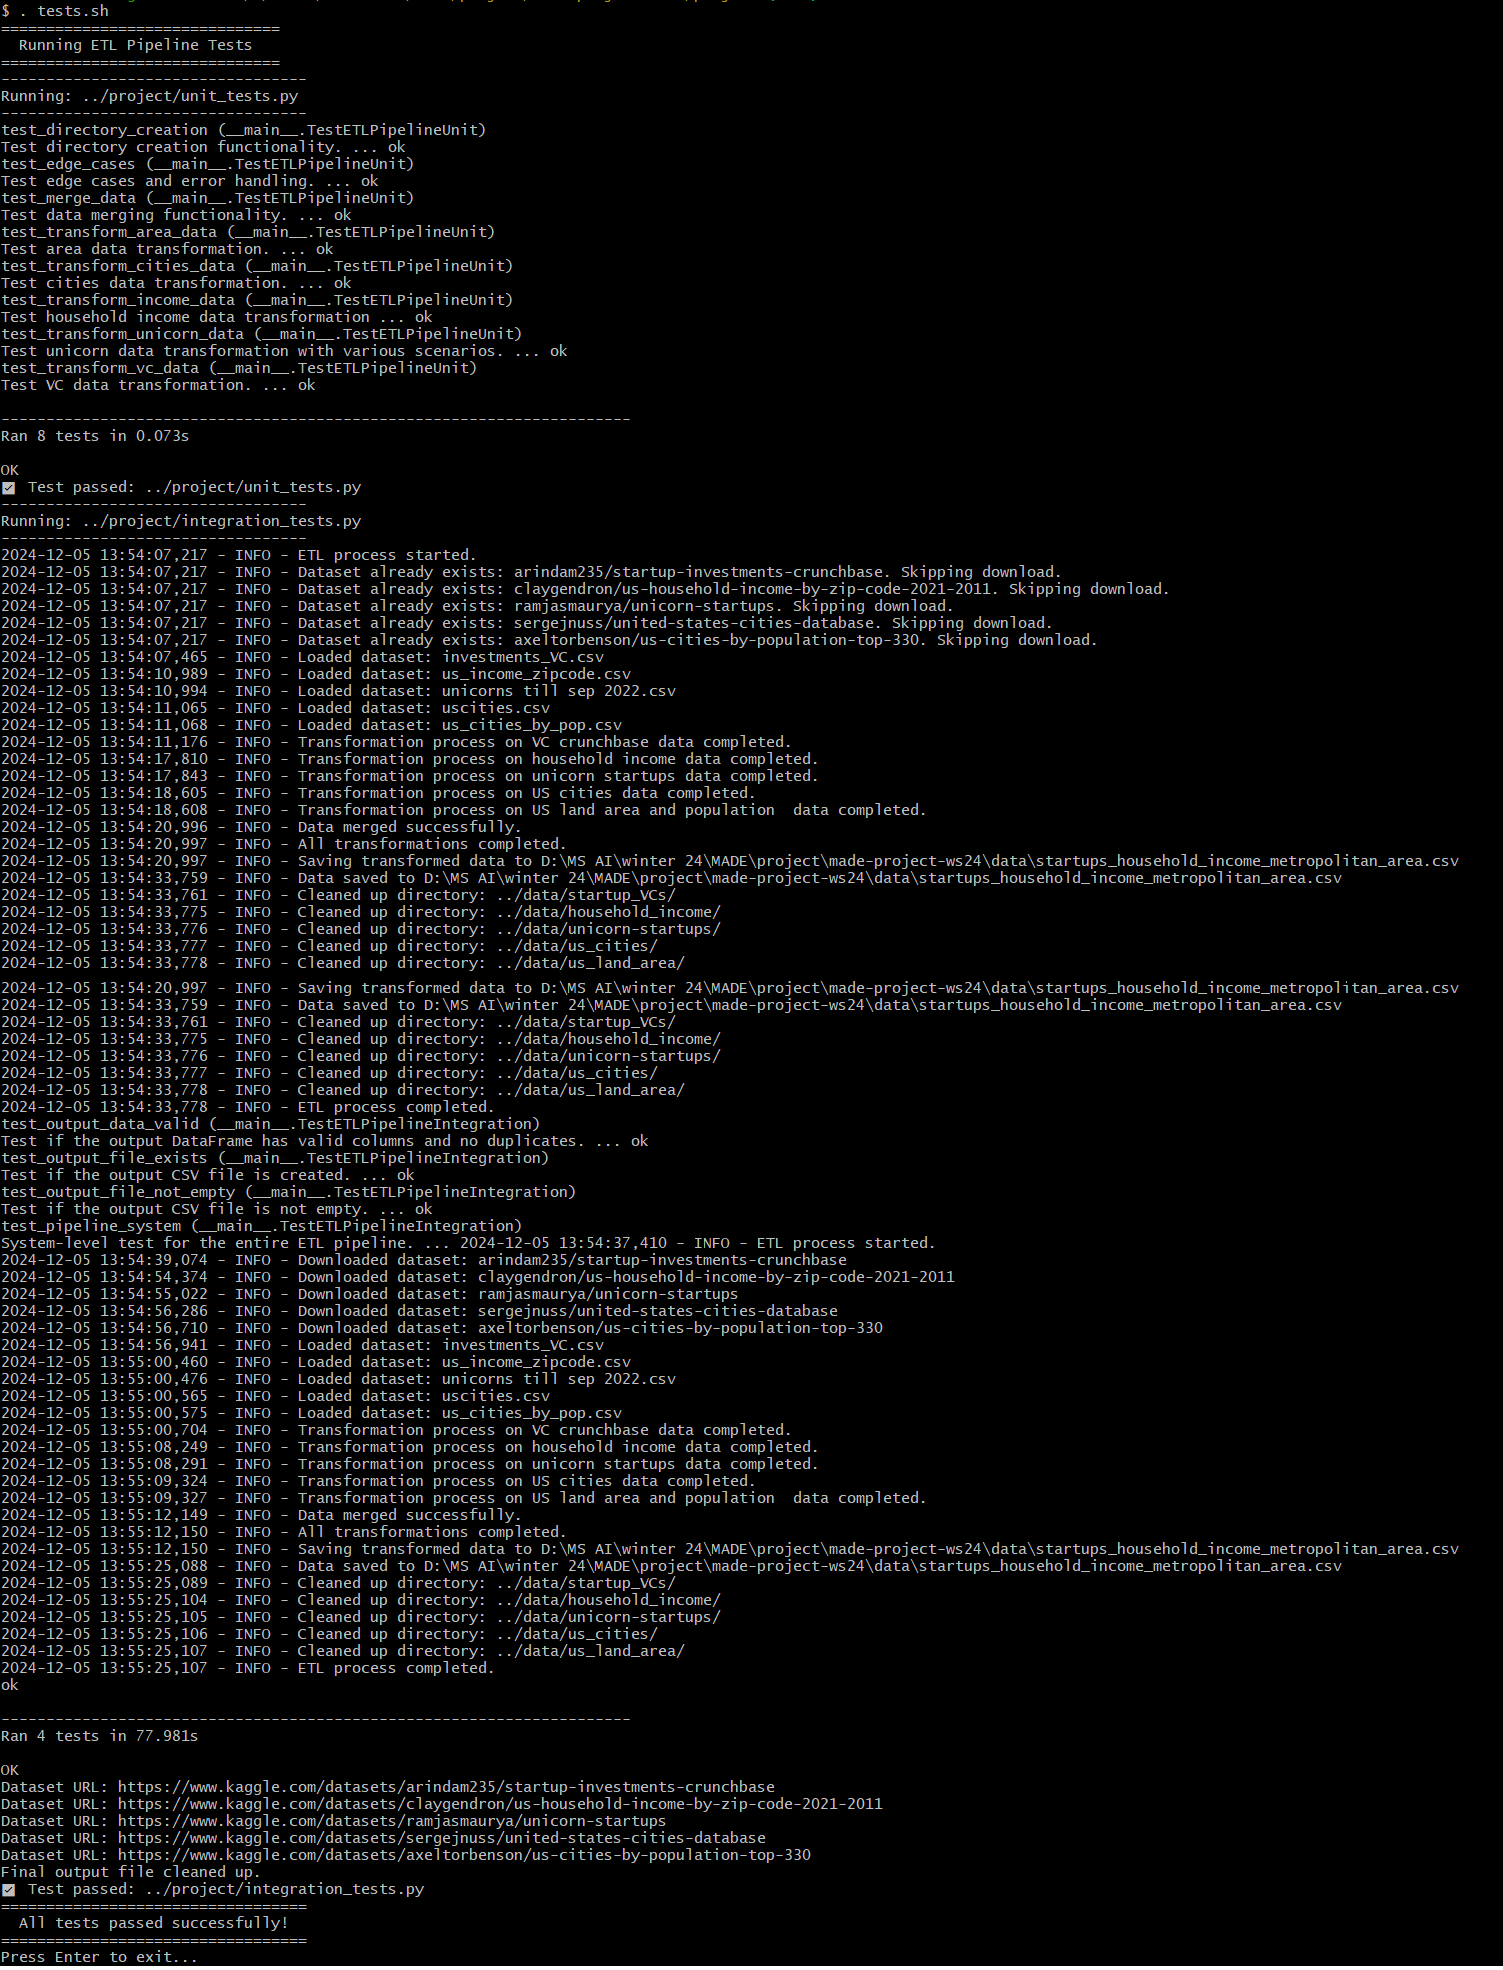 $ . tests.sh
===============================
  Running ETL Pipeline Tests
===============================
----------------------------------
Running: ../project/unit_tests.py
----------------------------------
test_directory_creation (__main__.TestETLPipelineUnit)
Test directory creation functionality. ... ok
test_edge_cases (__main__.TestETLPipelineUnit)
Test edge cases and error handling. ... ok
test_merge_data (__main__.TestETLPipelineUnit)
Test data merging functionality. ... ok
test_transform_area_data (__main__.TestETLPipelineUnit)
Test area data transformation. ... ok
test_transform_cities_data (__main__.TestETLPipelineUnit)
Test cities data transformation. ... ok
test_transform_income_data (__main__.TestETLPipelineUnit)
Test household income data transformation ... ok
test_transform_unicorn_data (__main__.TestETLPipelineUnit)
Test unicorn data transformation with various scenarios. ... ok
test_transform_vc_data (__main__.TestETLPipelineUnit)
Test VC data transformation. ... ok

----------------------------------------------------------------------
Ran 8 tests in 0.073s

OK
☑ Test passed: ../project/unit_tests.py
----------------------------------
Running: ../project/integration_tests.py
----------------------------------
2024-12-05 13:54:07,217 - INFO - ETL process started.
2024-12-05 13:54:07,217 - INFO - Dataset already exists: arindam235/startup-investments-crunchbase. Skipping download.
2024-12-05 13:54:07,217 - INFO - Dataset already exists: claygendron/us-household-income-by-zip-code-2021-2011. Skipping download.
2024-12-05 13:54:07,217 - INFO - Dataset already exists: ramjasmaurya/unicorn-startups. Skipping download.
2024-12-05 13:54:07,217 - INFO - Dataset already exists: sergejnuss/united-states-cities-database. Skipping download.
2024-12-05 13:54:07,217 - INFO - Dataset already exists: axeltorbenson/us-cities-by-population-top-330. Skipping download.
2024-12-05 13:54:07,465 - INFO - Loaded dataset: investments_VC.csv
2024-12-05 13:54:10,989 - INFO - Loaded dataset: us_income_zipcode.csv
2024-12-05 13:54:10,994 - INFO - Loaded dataset: unicorns till sep 2022.csv
2024-12-05 13:54:11,065 - INFO - Loaded dataset: uscities.csv
2024-12-05 13:54:11,068 - INFO - Loaded dataset: us_cities_by_pop.csv
2024-12-05 13:54:11,176 - INFO - Transformation process on VC crunchbase data completed.
2024-12-05 13:54:17,810 - INFO - Transformation process on household income data completed.
2024-12-05 13:54:17,843 - INFO - Transformation process on unicorn startups data completed.
2024-12-05 13:54:18,605 - INFO - Transformation process on US cities data completed.
2024-12-05 13:54:18,608 - INFO - Transformation process on US land area and population  data completed.
2024-12-05 13:54:20,996 - INFO - Data merged successfully.
2024-12-05 13:54:20,997 - INFO - All transformations completed.
2024-12-05 13:54:20,997 - INFO - Saving transformed data to D:\MS AI\winter 24\MADE\project\made-project-ws24\data\startups_household_income_metropolitan_area.csv
2024-12-05 13:54:33,759 - INFO - Data saved to D:\MS AI\winter 24\MADE\project\made-project-ws24\data\startups_household_income_metropolitan_area.csv
2024-12-05 13:54:33,761 - INFO - Cleaned up directory: ../data/startup_VCs/
2024-12-05 13:54:33,775 - INFO - Cleaned up directory: ../data/household_income/
2024-12-05 13:54:33,776 - INFO - Cleaned up directory: ../data/unicorn-startups/
2024-12-05 13:54:33,777 - INFO - Cleaned up directory: ../data/us_cities/
2024-12-05 13:54:33,778 - INFO - Cleaned up directory: ../data/us_land_area/
2024-12-05 13:54:20,997 - INFO - Saving transformed data to D:\MS AI\winter 24\MADE\project\made-project-ws24\data\startups_household_income_metropolitan_area.csv
2024-12-05 13:54:33,759 - INFO - Data saved to D:\MS AI\winter 24\MADE\project\made-project-ws24\data\startups_household_income_metropolitan_area.csv
2024-12-05 13:54:33,761 - INFO - Cleaned up directory: ../data/startup_VCs/
2024-12-05 13:54:33,775 - INFO - Cleaned up directory: ../data/household_income/
2024-12-05 13:54:33,776 - INFO - Cleaned up directory: ../data/unicorn-startups/
2024-12-05 13:54:33,777 - INFO - Cleaned up directory: ../data/us_cities/
2024-12-05 13:54:33,778 - INFO - Cleaned up directory: ../data/us_land_area/
2024-12-05 13:54:33,778 - INFO - ETL process completed.
test_output_data_valid (__main__.TestETLPipelineIntegration)
Test if the output DataFrame has valid columns and no duplicates. ... ok
test_output_file_exists (__main__.TestETLPipelineIntegration)
Test if the output CSV file is created. ... ok
test_output_file_not_empty (__main__.TestETLPipelineIntegration)
Test if the output CSV file is not empty. ... ok
test_pipeline_system (__main__.TestETLPipelineIntegration)
System-level test for the entire ETL pipeline. ... 2024-12-05 13:54:37,410 - INFO - ETL process started.
2024-12-05 13:54:39,074 - INFO - Downloaded dataset: arindam235/startup-investments-crunchbase
2024-12-05 13:54:54,374 - INFO - Downloaded dataset: claygendron/us-household-income-by-zip-code-2021-2011
2024-12-05 13:54:55,022 - INFO - Downloaded dataset: ramjasmaurya/unicorn-startups
2024-12-05 13:54:56,286 - INFO - Downloaded dataset: sergejnuss/united-states-cities-database
2024-12-05 13:54:56,710 - INFO - Downloaded dataset: axeltorbenson/us-cities-by-population-top-330
2024-12-05 13:54:56,941 - INFO - Loaded dataset: investments_VC.csv
2024-12-05 13:55:00,460 - INFO - Loaded dataset: us_income_zipcode.csv
2024-12-05 13:55:00,476 - INFO - Loaded dataset: unicorns till sep 2022.csv
2024-12-05 13:55:00,565 - INFO - Loaded dataset: uscities.csv
2024-12-05 13:55:00,575 - INFO - Loaded dataset: us_cities_by_pop.csv
2024-12-05 13:55:00,704 - INFO - Transformation process on VC crunchbase data completed.
2024-12-05 13:55:08,249 - INFO - Transformation process on household income data completed.
2024-12-05 13:55:08,291 - INFO - Transformation process on unicorn startups data completed.
2024-12-05 13:55:09,324 - INFO - Transformation process on US cities data completed.
2024-12-05 13:55:09,327 - INFO - Transformation process on US land area and population  data completed.
2024-12-05 13:55:12,149 - INFO - Data merged successfully.
2024-12-05 13:55:12,150 - INFO - All transformations completed.
2024-12-05 13:55:12,150 - INFO - Saving transformed data to D:\MS AI\winter 24\MADE\project\made-project-ws24\data\startups_household_income_metropolitan_area.csv
2024-12-05 13:55:25,088 - INFO - Data saved to D:\MS AI\winter 24\MADE\project\made-project-ws24\data\startups_household_income_metropolitan_area.csv
2024-12-05 13:55:25,089 - INFO - Cleaned up directory: ../data/startup_VCs/
2024-12-05 13:55:25,104 - INFO - Cleaned up directory: ../data/household_income/
2024-12-05 13:55:25,105 - INFO - Cleaned up directory: ../data/unicorn-startups/
2024-12-05 13:55:25,106 - INFO - Cleaned up directory: ../data/us_cities/
2024-12-05 13:55:25,107 - INFO - Cleaned up directory: ../data/us_land_area/
2024-12-05 13:55:25,107 - INFO - ETL process completed.
ok

----------------------------------------------------------------------
Ran 4 tests in 77.981s

OK
Dataset URL: https://www.kaggle.com/datasets/arindam235/startup-investments-crunchbase
Dataset URL: https://www.kaggle.com/datasets/claygendron/us-household-income-by-zip-code-2021-2011
Dataset URL: https://www.kaggle.com/datasets/ramjasmaurya/unicorn-startups
Dataset URL: https://www.kaggle.com/datasets/sergejnuss/united-states-cities-database
Dataset URL: https://www.kaggle.com/datasets/axeltorbenson/us-cities-by-population-top-330
Final output file cleaned up.
☑ Test passed: ../project/integration_tests.py
==================================
  All tests passed successfully!
==================================
Press Enter to exit...